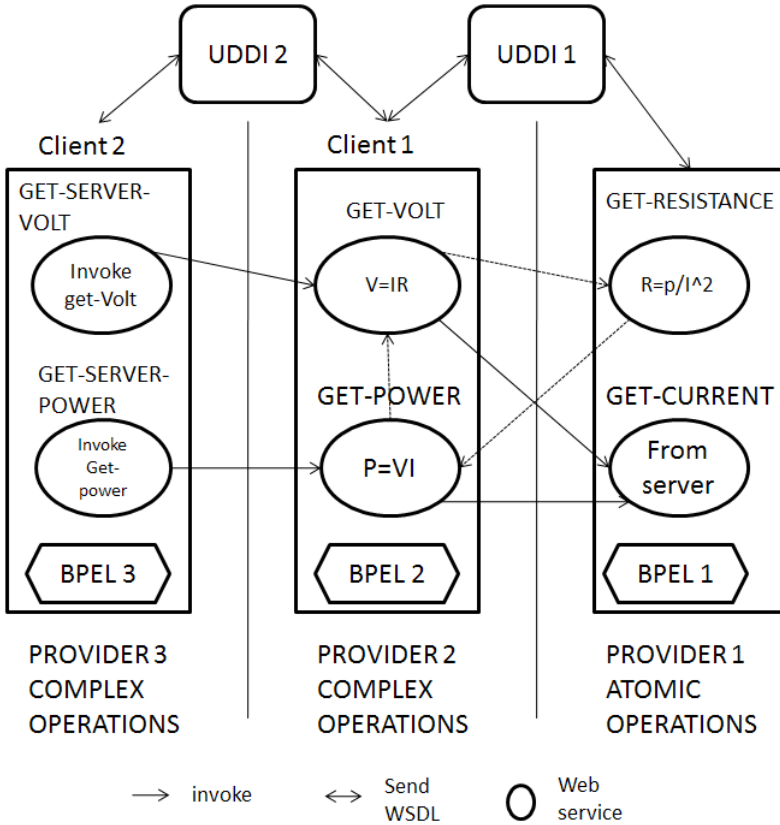 UDDI 2
UDDI 1
Client 2
Client 1
GET-SERVER-
VOLT
Invoke
get-Volt
GET-SERVER-
POWER
Invoke
Get-
power
BPEL 3
GET-VOLT
V=IR
GET-POWER
P=VI
BPEL 2
GET-RESISTANCE
R=p/I^2
GET-CURRENT
From
server
BPEL 1
PROVIDER 3
COMPLEX
OPERATIONS
PROVIDER 2
COMPLEX
OPERATIONS
PROVIDER 1
ATOMIC
OPERATIONS
invoke
Send
WSDL
Web
service